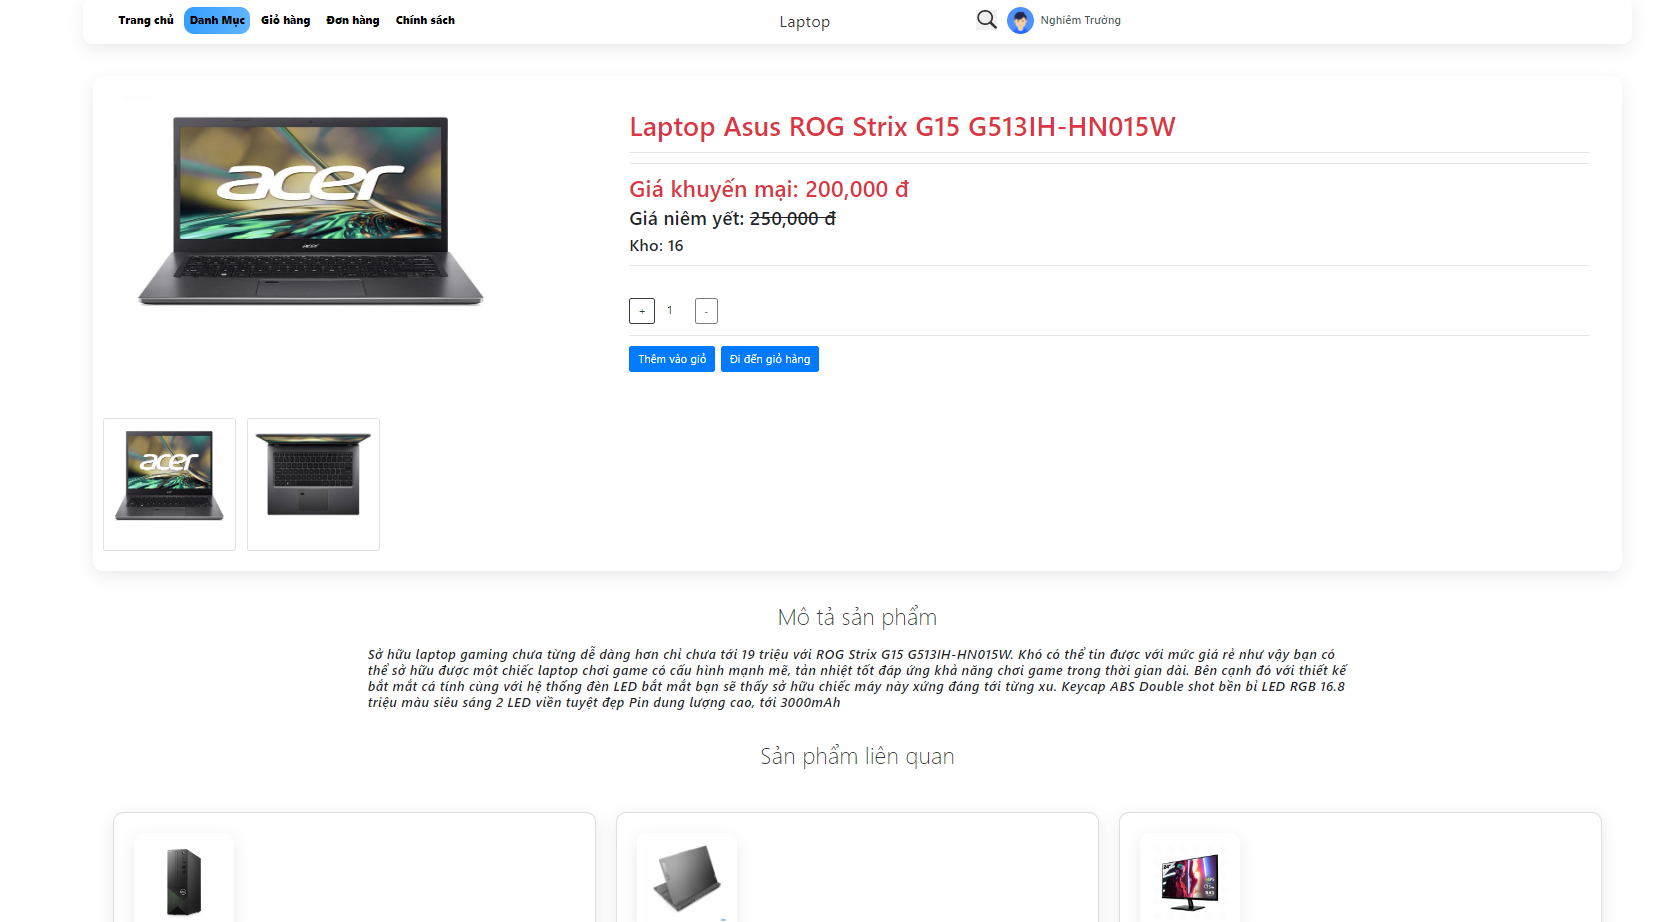 Trang chủ Danh Mục Giỏ hàng Đơn hàng Chính sách Laptop Nghiêm Trưởng
acer
acer
Laptop Asus ROG Strix G15 G513IH-HN015W
Giá khuyến mại: 200,000 đ
Giá niêm yết: 250,000 đ
Kho: 16
+ 1 -
Thêm vào giỏ Đi đến giỏ hàng
acer
Mô tả sản phẩm
Sở hữu laptop gaming chưa từng dễ dàng hơn chỉ chưa tới 19 triệu với ROG Strix G15 G513IH-HN015W. Khó có thể tin được với mức giá rẻ như vậy bạn có
thể sở hữu được một chiếc laptop chơi game có cấu hình mạnh mẽ, tản nhiệt tốt đáp ứng khả năng chơi game trong thời gian dài. Bên cạnh đó với thiết kế
bắt mắt cá tính cùng với hệ thống đèn LED bắt mắt bạn sẽ thấy sở hữu chiếc máy này xứng đáng tới từng xu. Keycap ABS Double shot bền bỉ LED RGB 16.8
triệu màu siêu sáng 2 LED viền tuyệt đẹp Pin dung lượng cao, tới 3000mAh
Sản phẩm liên quan